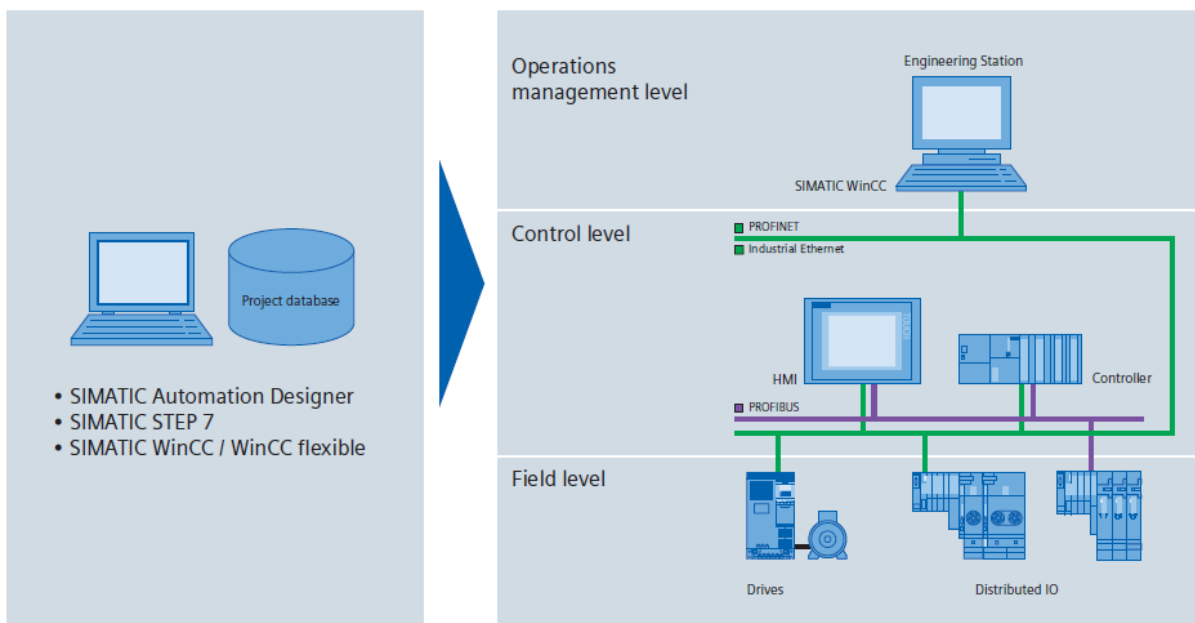 Project database
• SIMATIC Automation Designer
• SIMATIC STEP 7
• SIMATIC WinCC / WinCC flexible
Operations
management level
Engineering Station
SIMATIC WinCC
Control level
PROFINET
Industrial Ethernet
HMI
Controller
PROFIBUS
Field level
Drives
Distributed IO